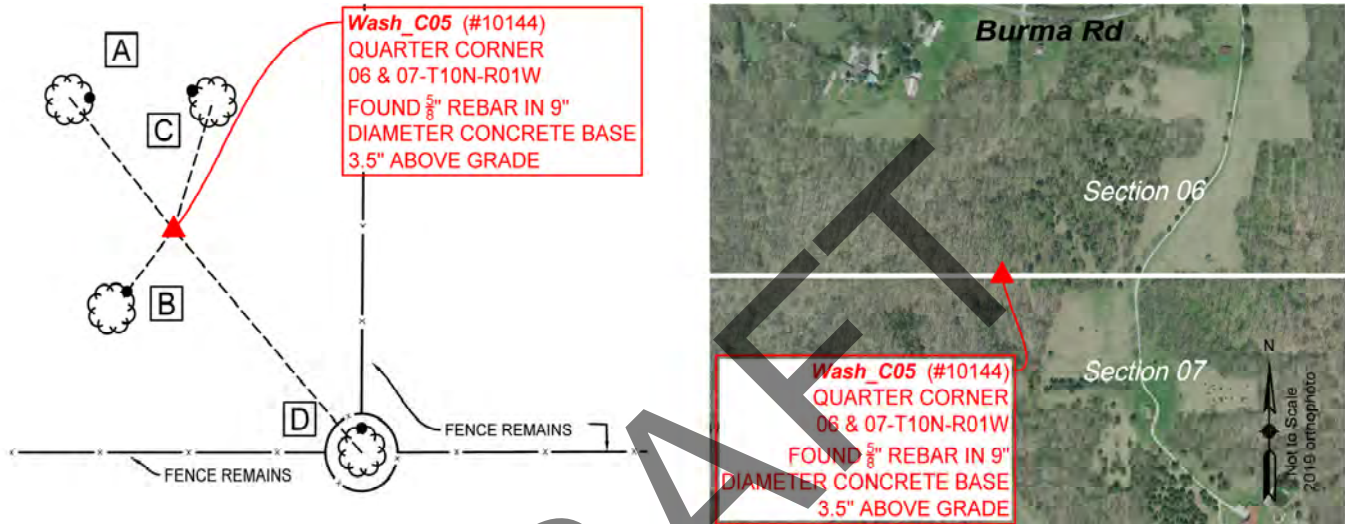 A
C
B
D
Wash_C05 (#10144)
QUARTER CORNER
06 & 07-T10N-R01W
FOUND 5/8" REBAR IN 9"
DIAMETER CONCRETE BASE
3.5" ABOVE GRADE
FENCE REMAINS
FENCE REMAINS
Burma Rd
Section 06
Section 07
Wash_C05 (#10144)
QUARTER CORNER
06 & 07-T10N-R01W
FOUND 5/8" REBAR IN 9"
DIAMETER CONCRETE BASE
3.5" ABOVE GRADE
N
Not to Scale
2019 orthophoto
DRAFT